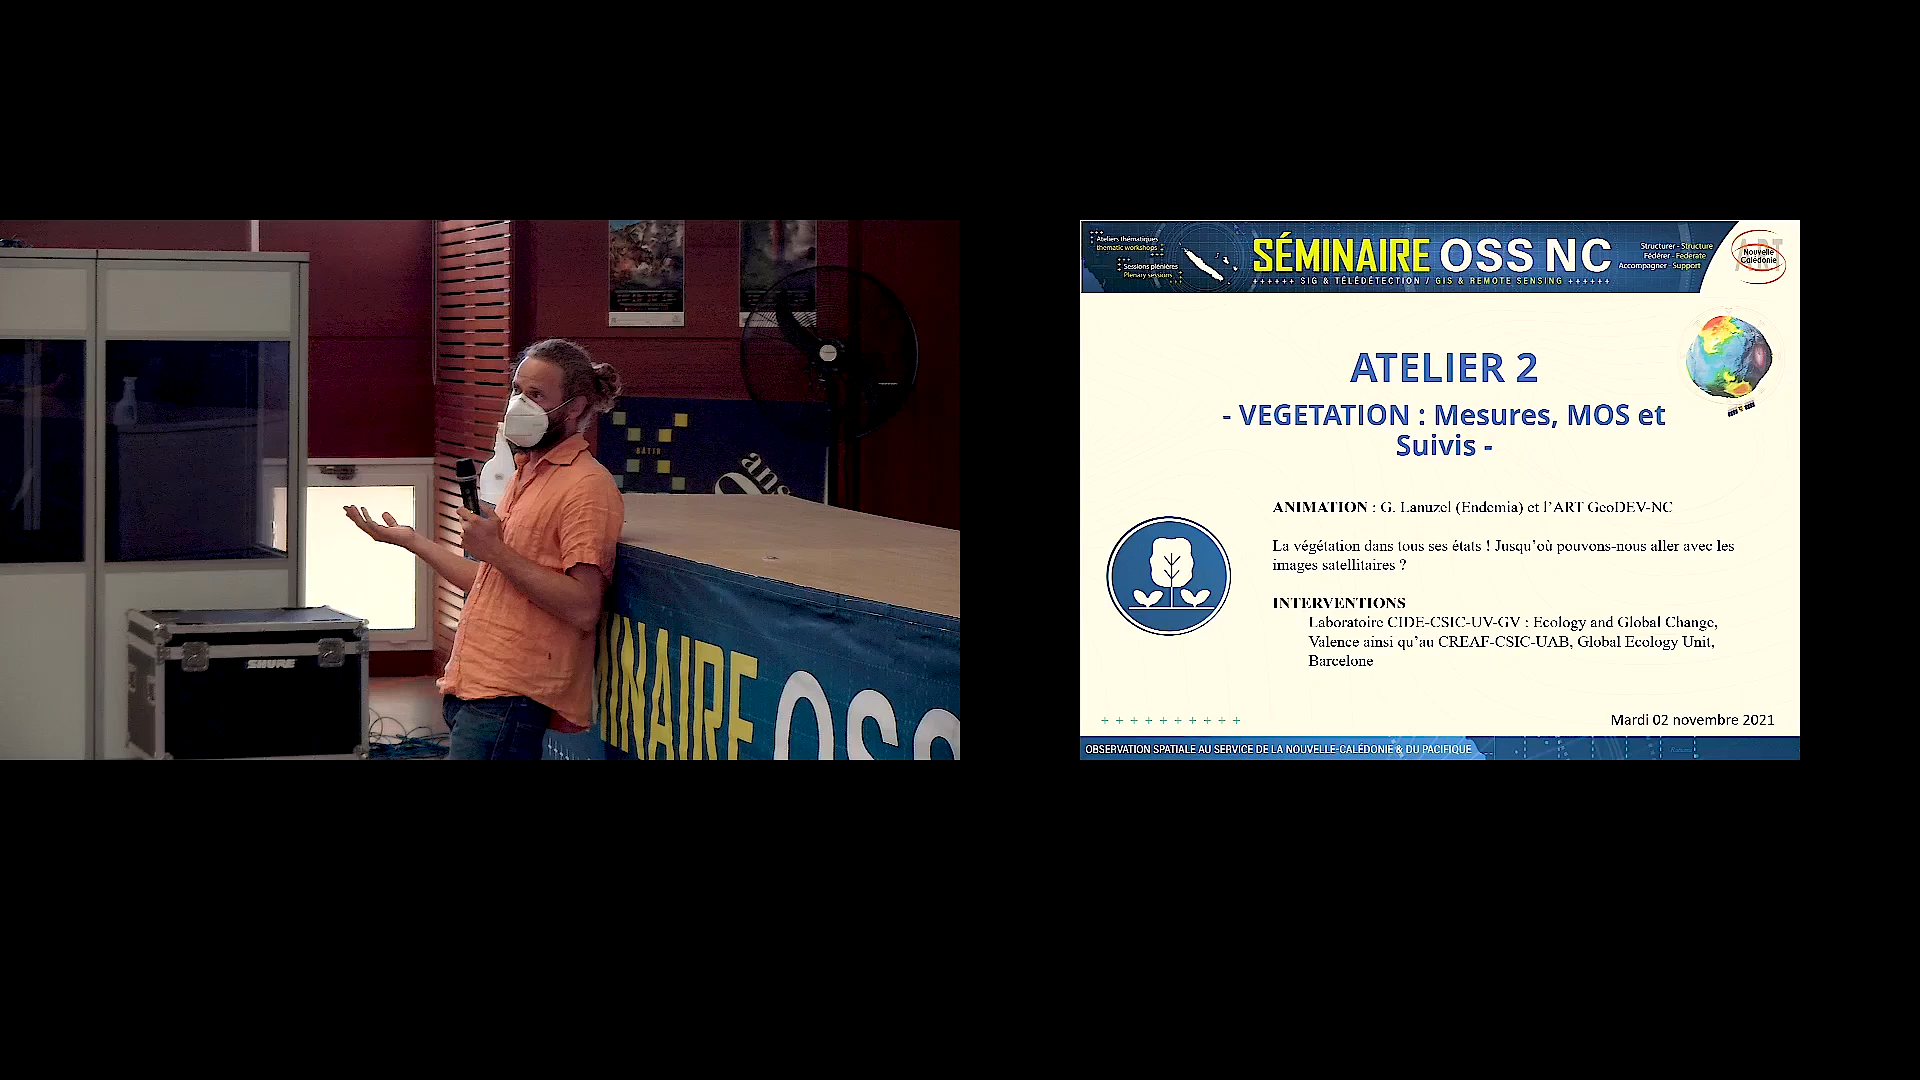 BÂTIR
ans
SHURE
MINAIRE OSS
Ateliers thématiques
thematic workshops
Sessions plénières
Plenary sessions
SÉMINAIRE OSS NC
++++++ SIG & TÉLÉDÉTECTION / GIS & REMOTE SENSING ++++++
Structurer - Structure
Fédérer - Federate
Accompagner - Support
ART
Nouvelle
Calédonie
ATELIER 2
- VEGETATION : Mesures, MOS et
Suivis -
ANIMATION : G. Lanuzel (Endemia) et l’ART GeoDEV-NC
La végétation dans tous ses états ! Jusqu’où pouvons-nous aller avec les
images satellitaires ?
INTERVENTIONS
Laboratoire CIDE-CSIC-UV-GV : Ecology and Global Change,
Valence ainsi qu’au CREAF-CSIC-UAB, Global Ecology Unit,
Barcelone
Mardi 02 novembre 2021
OBSERVATION SPATIALE AU SERVICE DE LA NOUVELLE-CALÉDONIE & DU PACIFIQUE